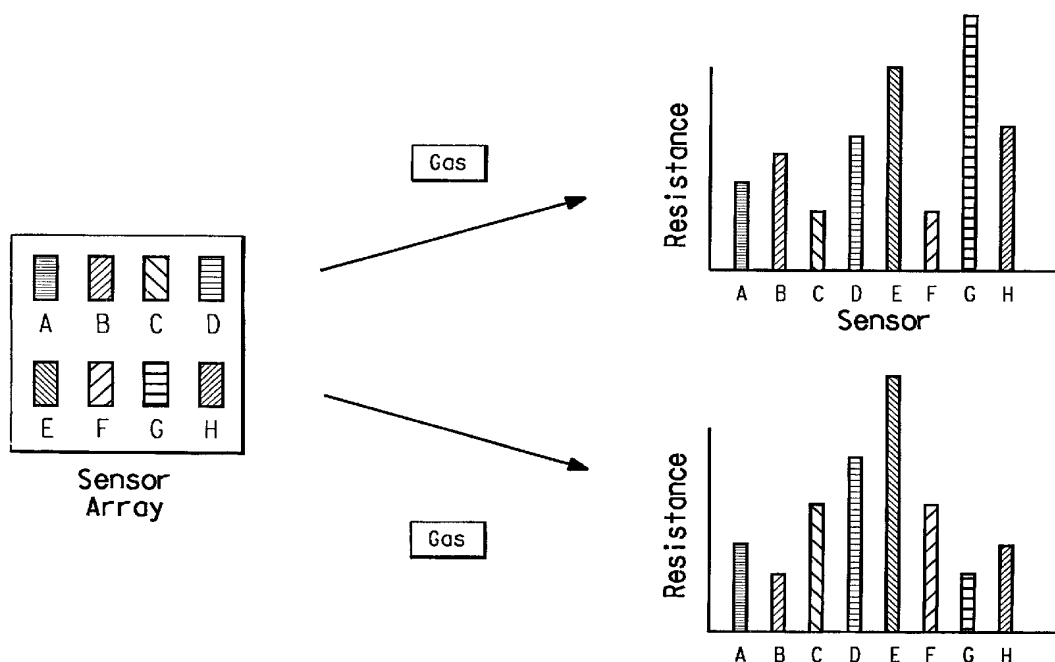 Gas
Resistance
A B C D E F G H
Sensor
A B C D
E F G H
Sensor
Array
Gas
Resistance
A B C D E F G H